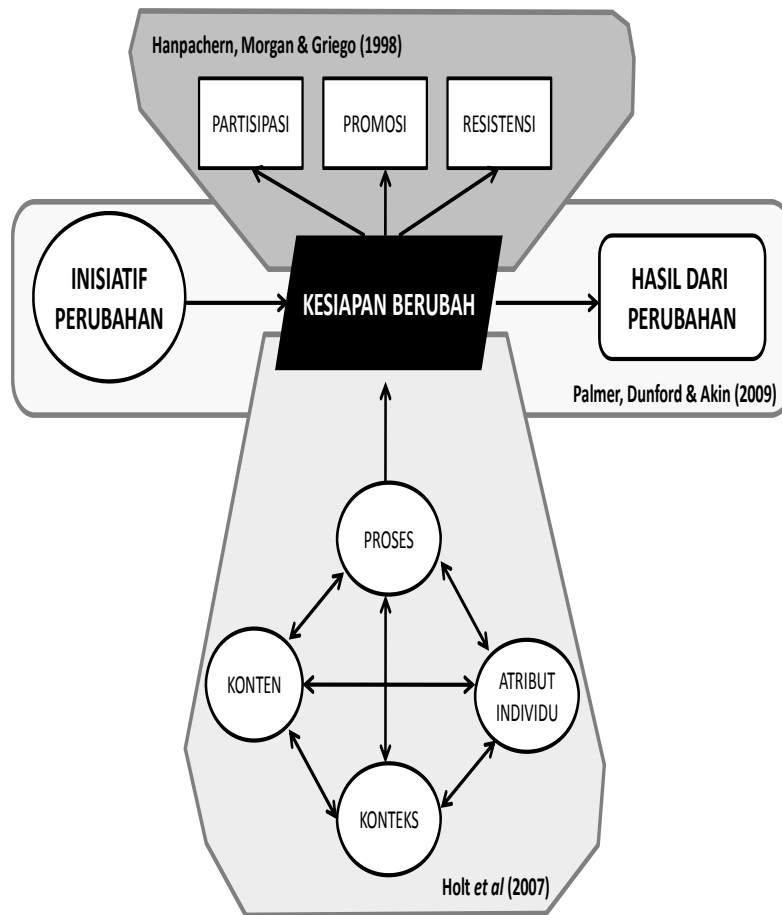 Hanpachern, Morgan & Griego (1998)
PARTISIPASI
PROMOSI
RESISTENSI
INISIATIF
PERUBAHAN
KESIAPAN BERUBAH
HASIL DARI
PERUBAHAN
Palmer, Dunford & Akin (2009)
PROSES
KONTEN
ATRIBUT
INDIVIDU
KONTEKS
Holt et al (2007)